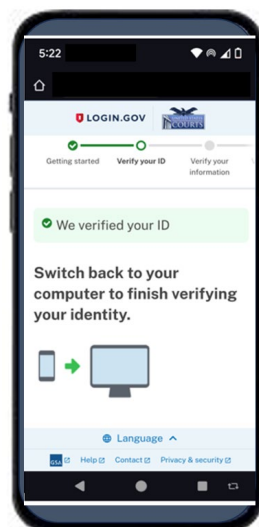 5:22
LOGIN.GOV
COURTS
Getting started Verify your ID Verify your
information
We verified your ID
Switch back to your
computer to finish verifying
your identity.
Language
GSA Help Contact Privacy & security